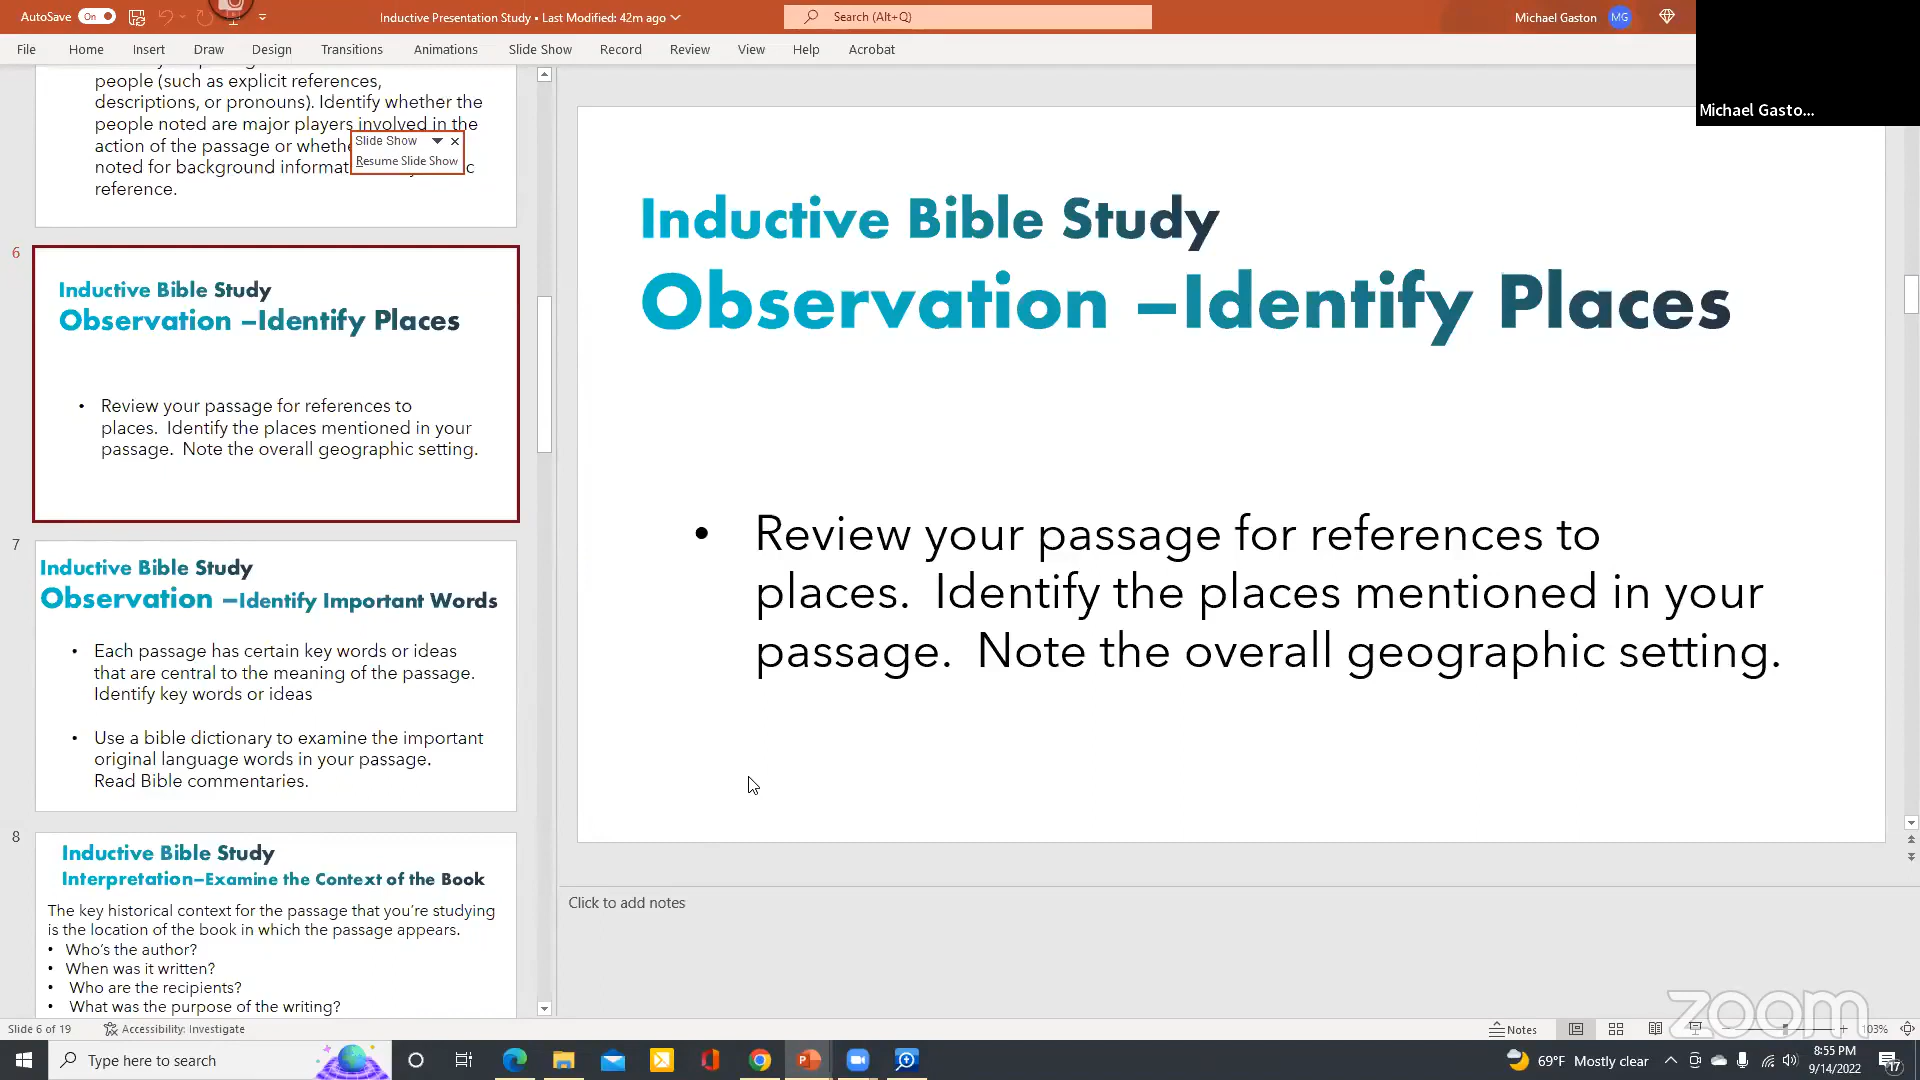 AutoSave On
Inductive Presentation Study • Last Modified: 42m ago
Search (Alt+Q)
Michael Gaston MG
File Home Insert Draw Design Transitions Animations Slide Show Record Review View Help Acrobat
Michael Gasto...
people (such as explicit references,
descriptions, or pronouns). Identify whether the
people noted are major players involved in the
action of the passage or
noted for background
reference.
Slide Show
Resume Slide Show
6
Inductive Bible Study
Observation –Identify Places
• Review your passage for references to
places. Identify the places mentioned in your
passage. Note the overall geographic setting.
7
Inductive Bible Study
Observation –Identify Important Words
• Each passage has certain key words or ideas
that are central to the meaning of the passage.
Identify key words or ideas
• Use a bible dictionary to examine the important
original language words in your passage.
Read Bible commentaries.
8
Inductive Bible Study
Interpretation–Examine the Context of the Book
The key historical context for the passage that you're studying
is the location of the book in which the passage appears.
• Who's the author?
• When was it written?
• Who are the recipients?
• What was the purpose of the writing?
Inductive Bible Study
Observation –Identify Places
• Review your passage for references to
places. Identify the places mentioned in your
passage. Note the overall geographic setting.
Click to add notes
zoom
Slide 6 of 19 Accessibility: Investigate
Notes
103%
Type here to search
69°F Mostly clear
8:55 PM
9/14/2022
17